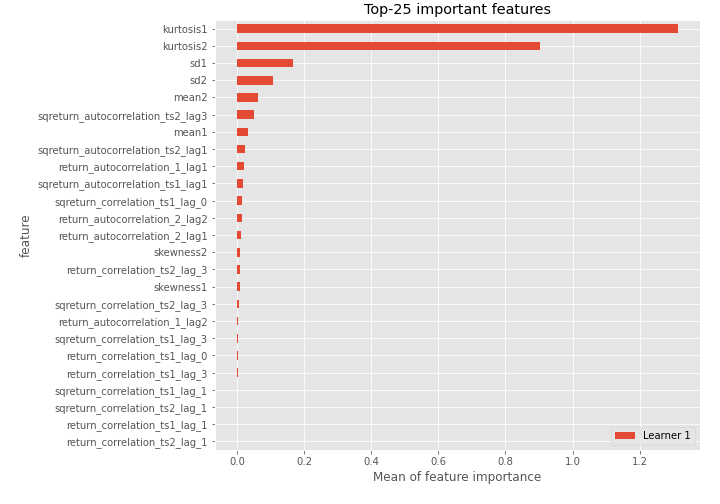 Top-25 important features
kurtosis1
kurtosis2
sd1
sd2
mean2
sqreturn_autocorrelation_ts2_lag3
mean1
sqreturn_autocorrelation_ts2_lag1
return_autocorrelation_1_lag1
sqreturn_autocorrelation_ts1_lag1
sqreturn_correlation_ts1_lag_0
return_autocorrelation_2_lag2
return_autocorrelation_2_lag1
skewness2
return_correlation_ts2_lag_3
skewness1
sqreturn_correlation_ts2_lag_3
return_autocorrelation_1_lag2
sqreturn_correlation_ts1_lag_3
return_correlation_ts1_lag_0
return_correlation_ts1_lag_3
sqreturn_correlation_ts1_lag_1
sqreturn_correlation_ts2_lag_1
return_correlation_ts1_lag_1
return_correlation_ts2_lag_1
feature
Learner 1
0.0 0.2 0.4 0.6 0.8 1.0 1.2
Mean of feature importance